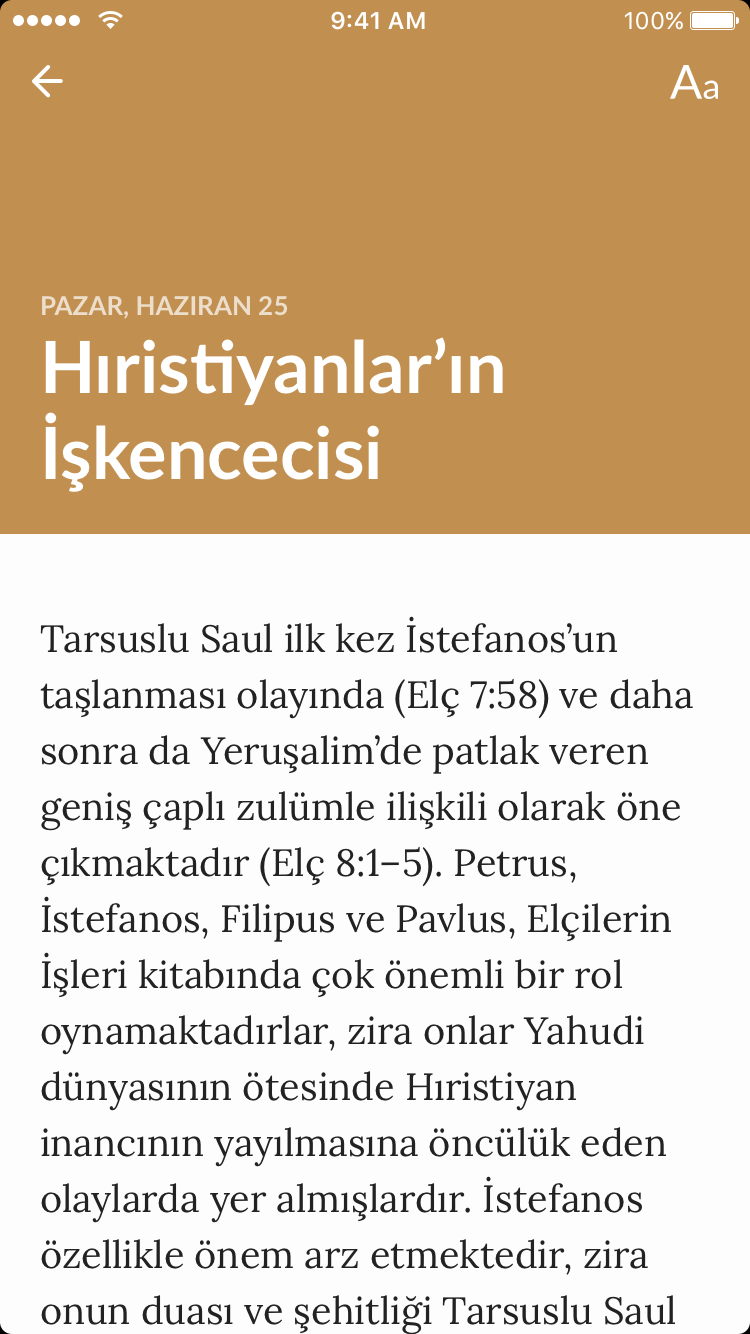 9:41 AM
100%
Aa
PAZAR, HAZIRAN 25
Hıristiyanlar’ın
İşkencecisi
Tarsuslu Saul ilk kez İstefanos’un
taşlanması olayında (Elç 7:58) ve daha
sonra da Yeruşalim’de patlak veren
geniş çaplı zulümle ilişkili olarak öne
çıkmaktadır (Elç 8:1–5). Petrus,
İstefanos, Filipus ve Pavlus, Elçilerin
İşleri kitabında çok önemli bir rol
oynamaktadırlar, zira onlar Yahudi
dünyasının ötesinde Hıristiyan
inancının yayılmasına öncülük eden
olaylarda yer almışlardır. İstefanos
özellikle önem arz etmektedir, zira
onun duası ve şehitliği Tarsuslu Saul